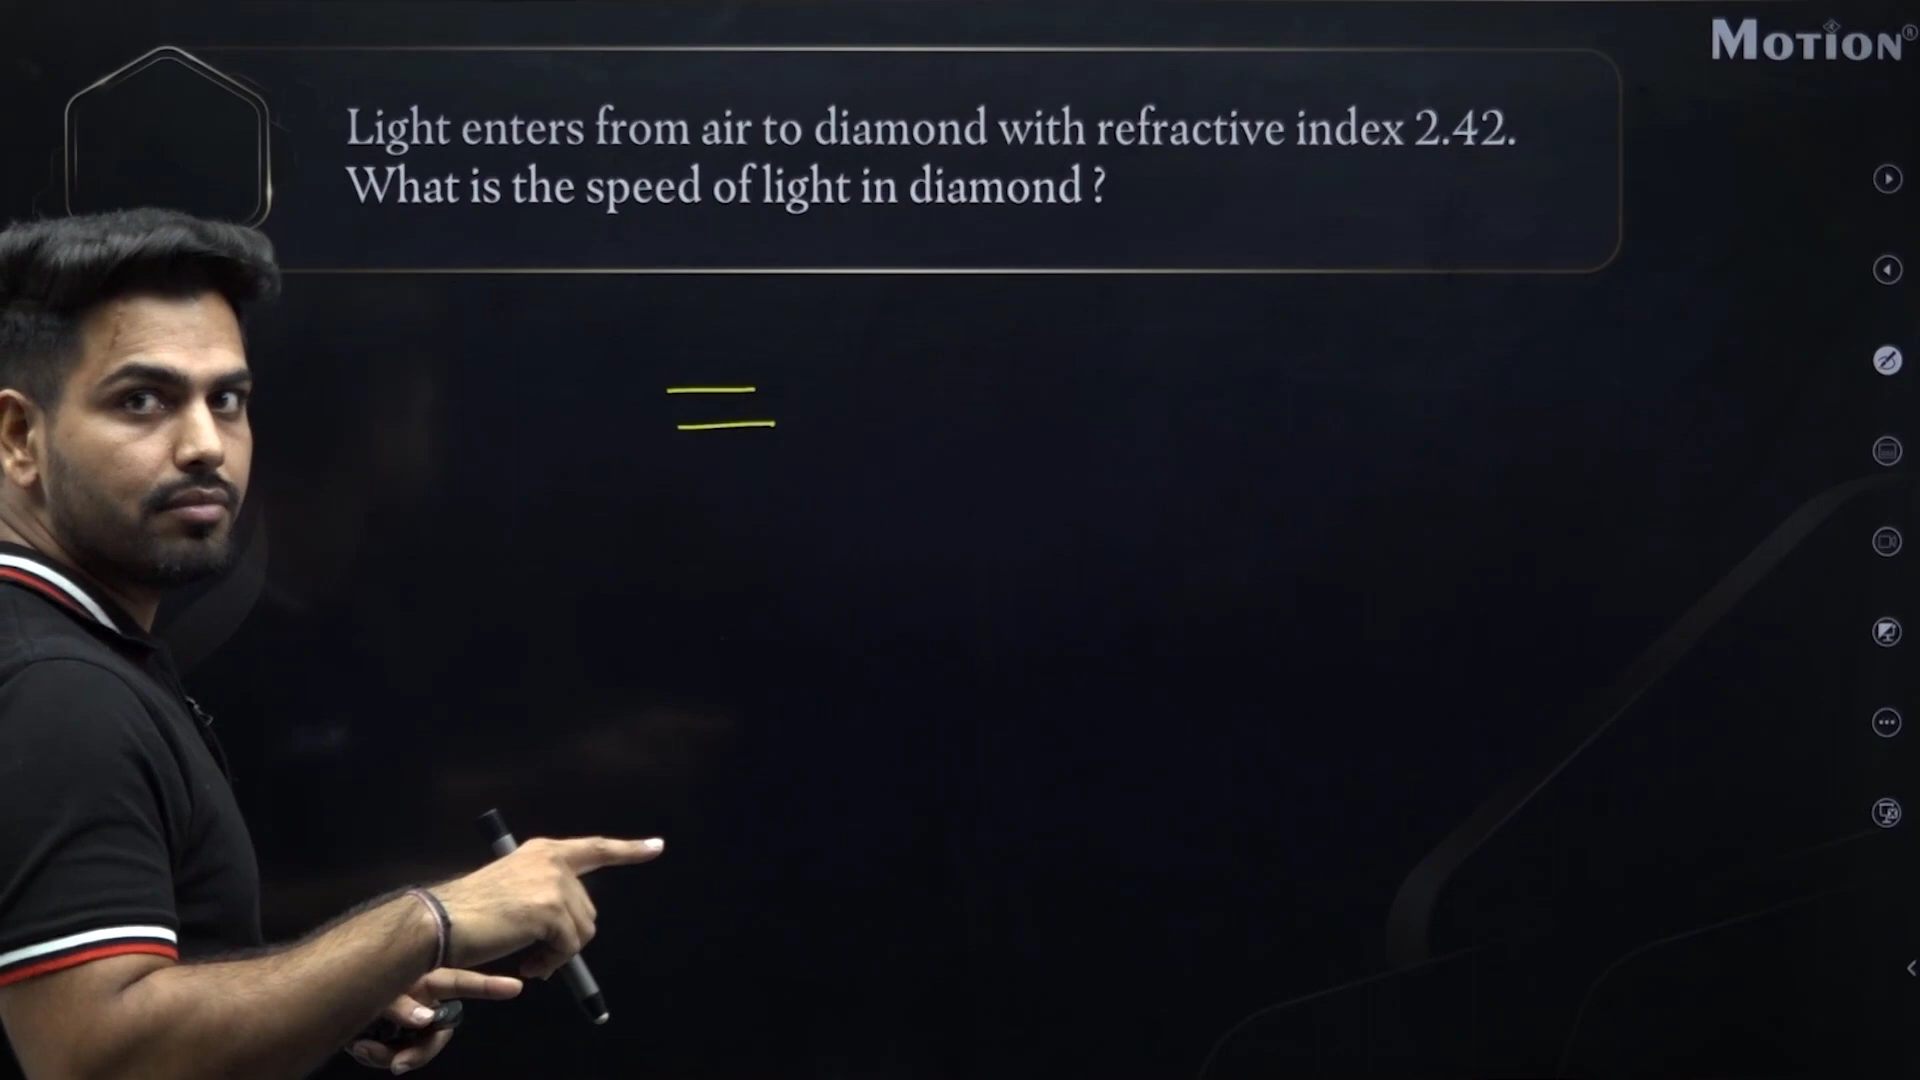 MOTION®
Light enters from air to diamond with refractive index 2.42.
What is the speed of light in diamond ?